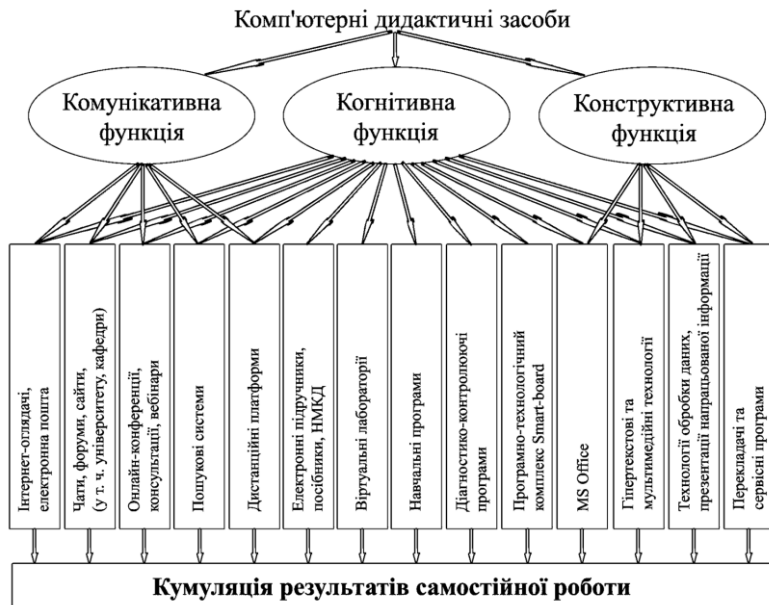 Комп'ютерні дидактичні засоби
Комунікативна
функція
Когнітивна
функція
Конструктивна
функція
Інтернет-оглядачі,
електронна пошта
Чати, форуми, сайти,
(у т. ч. університету, кафедри)
Онлайн-конференції,
консультації, вебінари
Пошукові системи
Дистанційні платформи
Електронні підручники,
посібники, НМКД
Віртуальні лабораторії
Навчальні програми
Діагностико-контролюючі
програми
Програмно-технологічний
комплекс Smart-board
MS Office
Гіпертекстові та
мультимедійні технології
Технології обробки даних,
презентації напрацьованої інформації
Перекладачі та
сервісні програми
Кумуляція результатів самостійної роботи